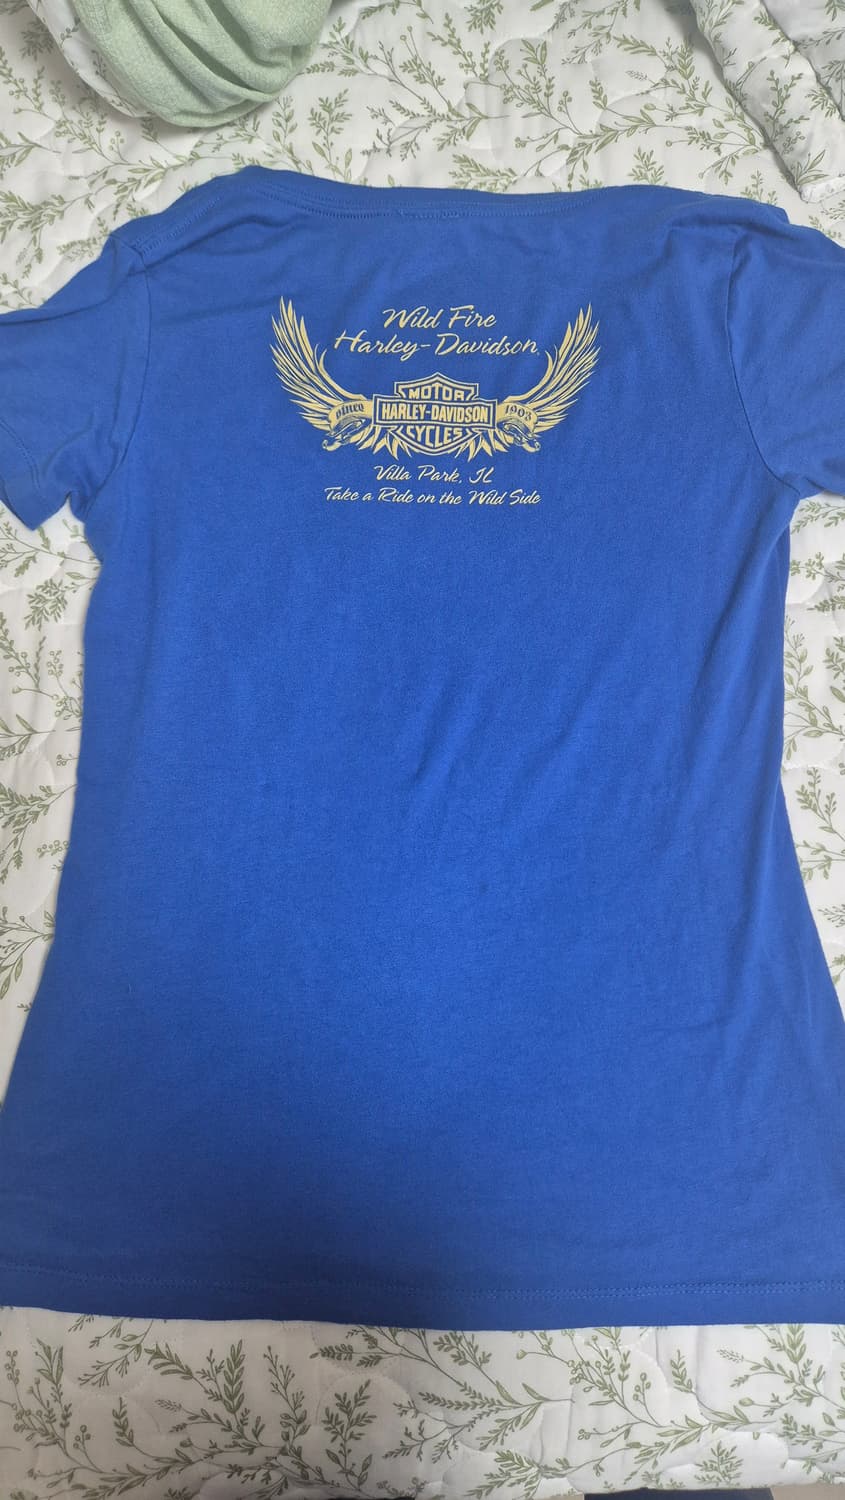 Wild Fire
Harley-Davidson
MOTOR
since HARLEY-DAVIDSON 1903
CYCLES
Villa Park, IL
Take a Ride on the Wild Side